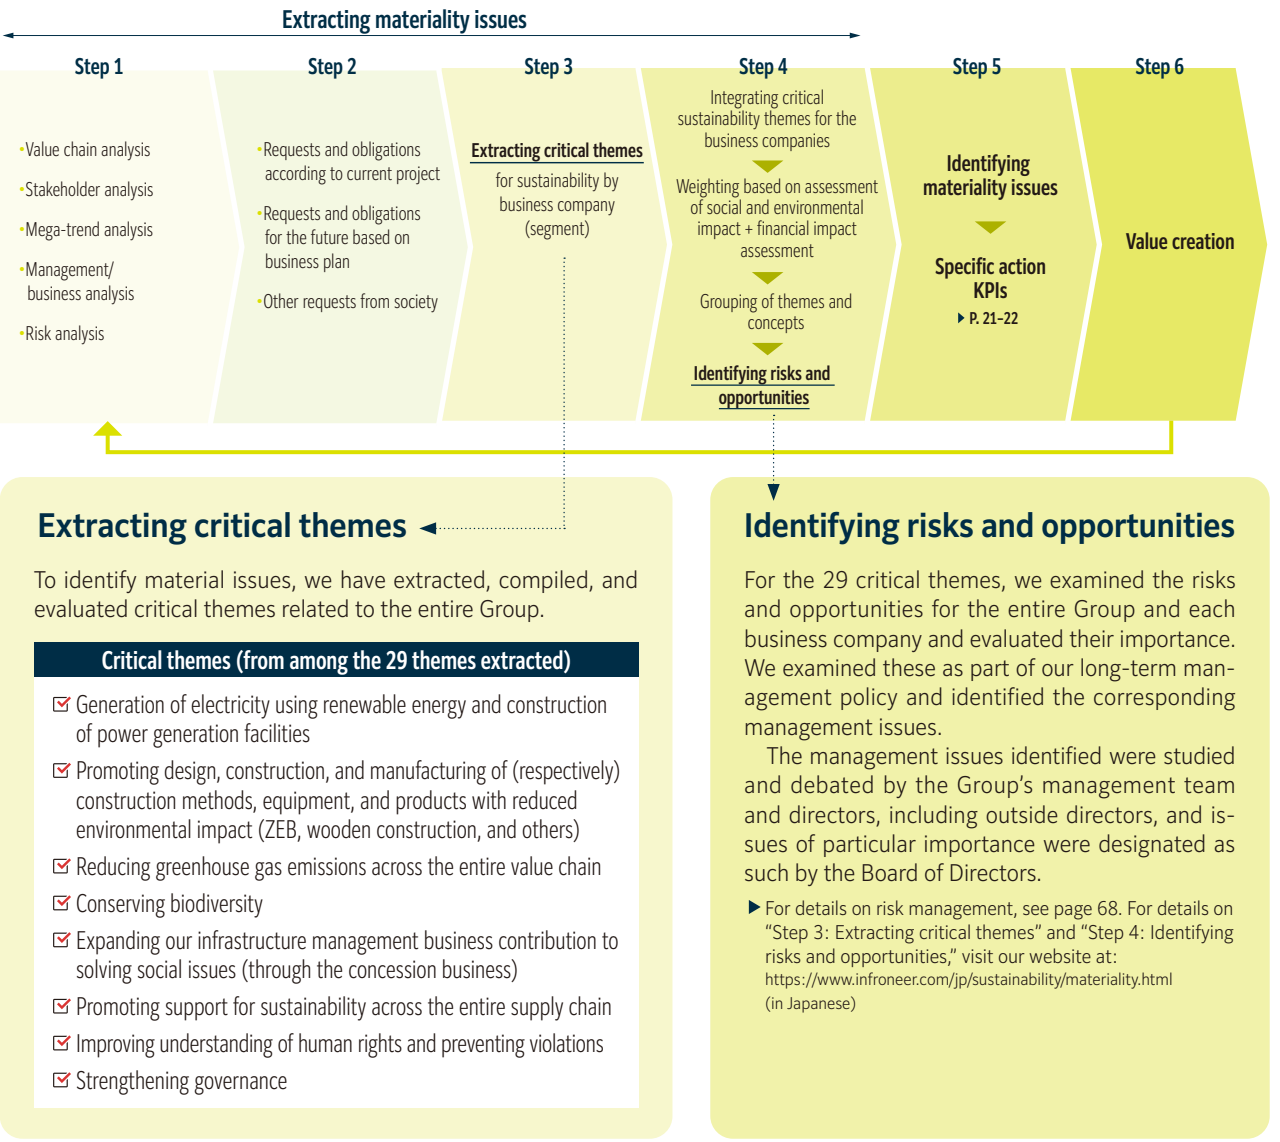 Extracting materiality issues
Step 1
Step 2
Step 3
Step 4
Step 5
Step 6
•Value chain analysis
•Stakeholder analysis
•Mega-trend analysis
•Management/
business analysis
•Risk analysis
•Requests and obligations
according to current project
•Requests and obligations
for the future based on
business plan
•Other requests from society
Extracting critical themes
for sustainability by
business company
(segment)
Integrating critical
sustainability themes for the
business companies
Weighting based on assessment
of social and environmental
impact + financial impact
assessment
Grouping of themes and
concepts
Identifying risks and
opportunities
Identifying
materiality issues
Specific action
KPIs
P. 21–22
Value creation
Extracting critical themes
To identify material issues, we have extracted, compiled, and
evaluated critical themes related to the entire Group.
Critical themes (from among the 29 themes extracted)
Generation of electricity using renewable energy and construction
of power generation facilities
Promoting design, construction, and manufacturing of (respectively)
construction methods, equipment, and products with reduced
environmental impact (ZEB, wooden construction, and others)
Reducing greenhouse gas emissions across the entire value chain
Conserving biodiversity
Expanding our infrastructure management business contribution to
solving social issues (through the concession business)
Promoting support for sustainability across the entire supply chain
Improving understanding of human rights and preventing violations
Strengthening governance
Identifying risks and opportunities
For the 29 critical themes, we examined the risks
and opportunities for the entire Group and each
business company and evaluated their importance.
We examined these as part of our long-term man-
agement policy and identified the corresponding
management issues.
The management issues identified were studied
and debated by the Group's management team
and directors, including outside directors, and is-
sues of particular importance were designated as
such by the Board of Directors.
For details on risk management, see page 68. For details on
“Step 3: Extracting critical themes” and “Step 4: Identifying
risks and opportunities,” visit our website at:
https://www.infroneer.com/jp/sustainability/materiality.html
(in Japanese)